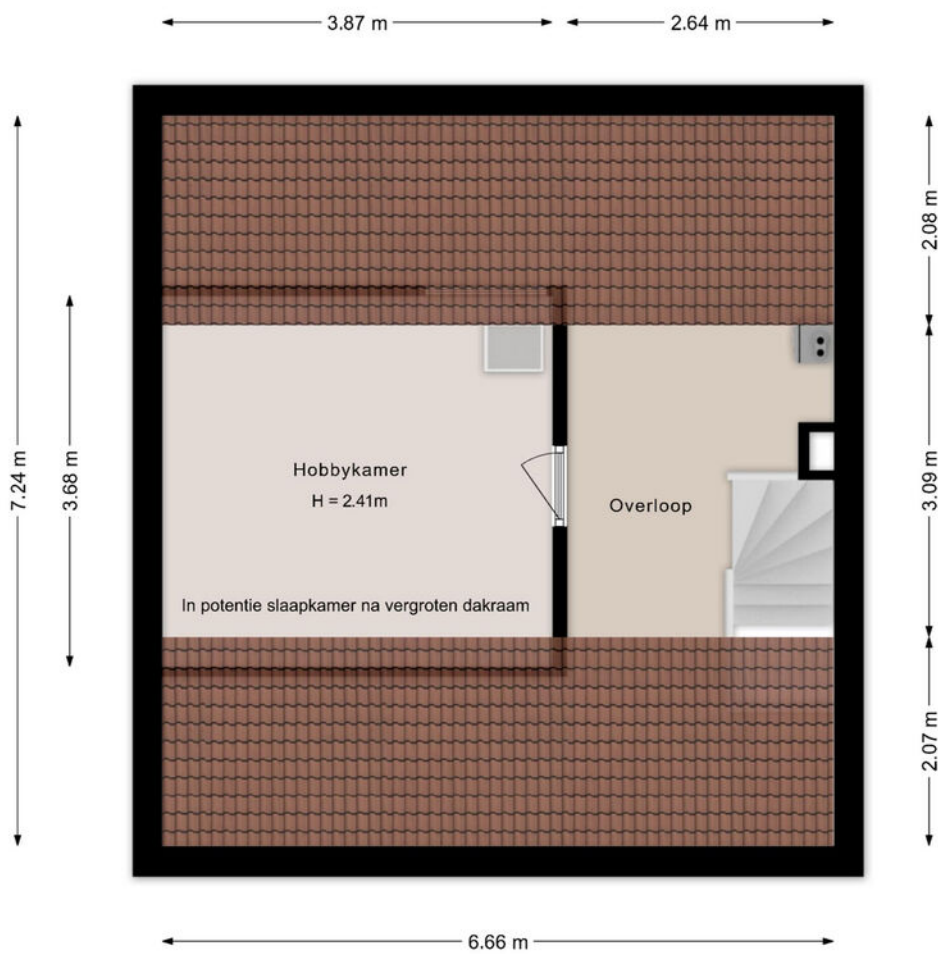 3.87 m
2.64 m
2.08 m
7.24 m
3.68 m
3.09 m
Hobbykamer
H = 2.41m
Overloop
In potentie slaapkamer na vergroten dakraam
2.07 m
6.66 m